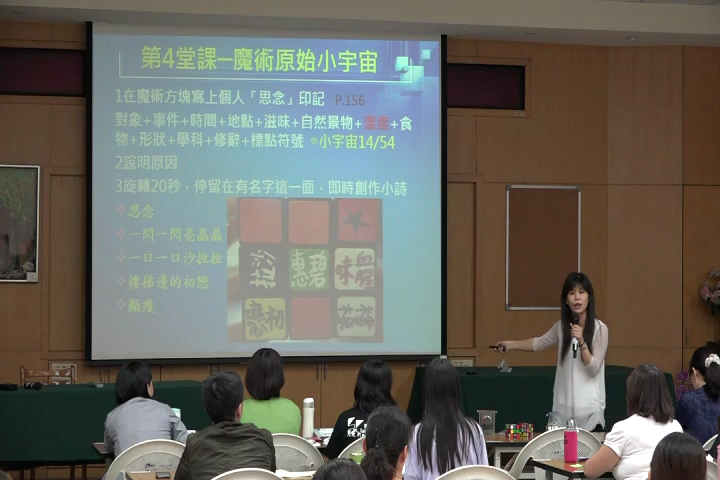 第4堂課─魔術原始小宇宙
1在魔術方塊寫上個人「思念」印記 P.156
對象+事件+時間+地點+滋味+自然景物+溫度+食
物+形狀+學科+修辭+標點符號 ※小宇宙14/54
2說明原因
3旋轉20秒，停留在有名字這一面，即時創作小詩
❖思念
❖一閃一閃亮晶晶
❖一口一口沙拉拉
❖樓梯邊的初戀
❖顯瘦
惠碧